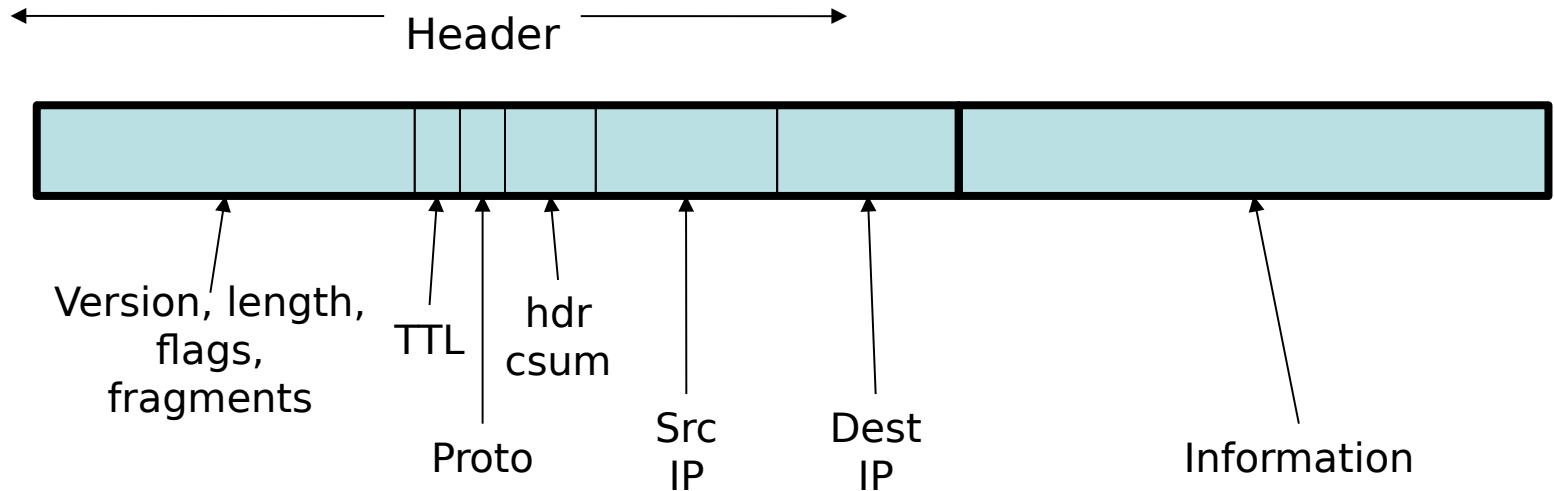 Header
Version, length,
flags,
fragments
TTL
Proto
hdr
csum
Src
IP
Dest
IP
Information